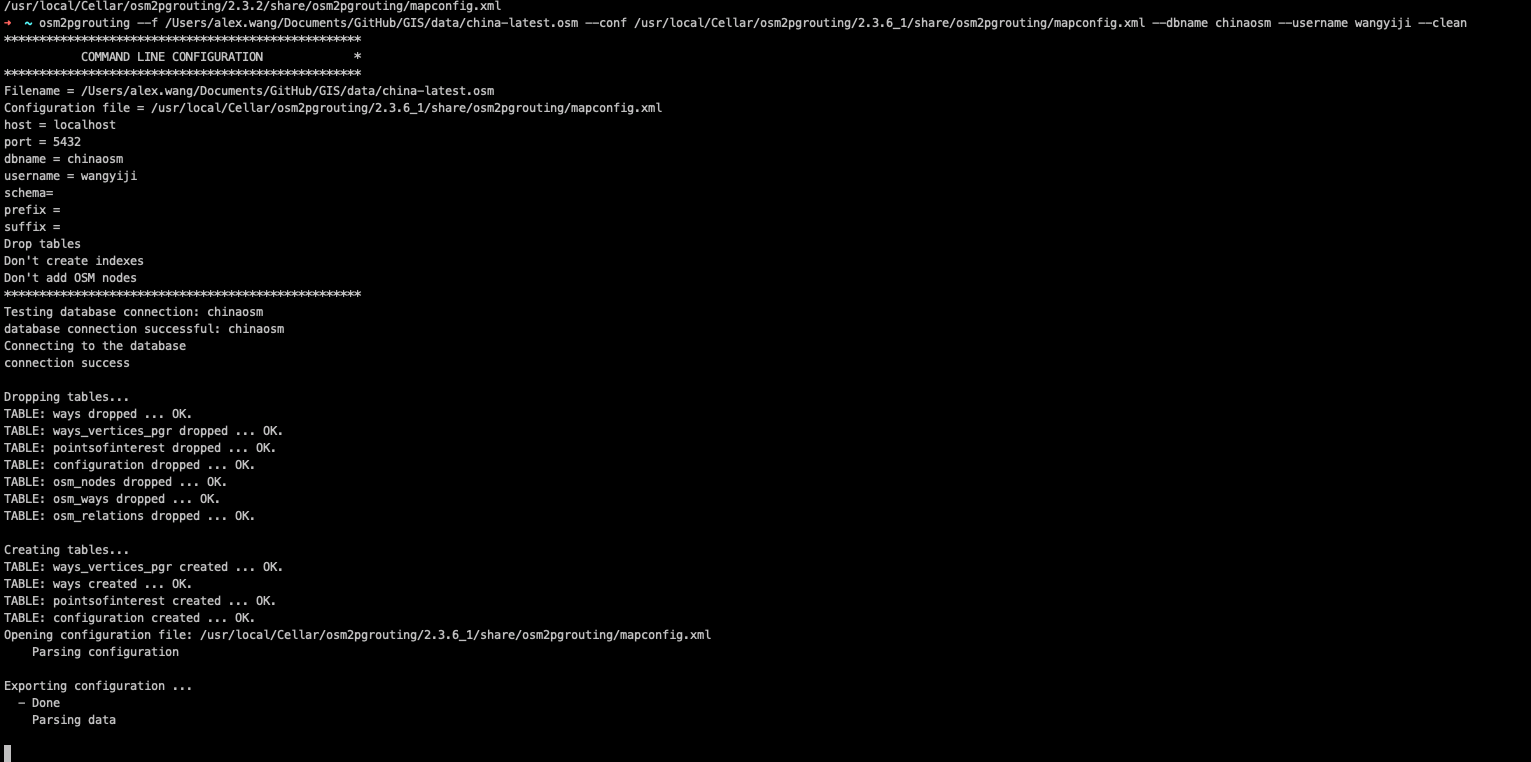 /usr/local/Cellar/osm2pgrouting/2.3.2/share/osm2pgrouting/mapconfig.xml
➜  ~ osm2pgrouting --f /Users/alex.wang/Documents/GitHub/GIS/data/china-latest.osm --conf /usr/local/Cellar/osm2pgrouting/2.3.6_1/share/osm2pgrouting/mapconfig.xml --dbname chinaosm --username wangyiji --clean
***************************************************
           COMMAND LINE CONFIGURATION             *
***************************************************
Filename = /Users/alex.wang/Documents/GitHub/GIS/data/china-latest.osm
Configuration file = /usr/local/Cellar/osm2pgrouting/2.3.6_1/share/osm2pgrouting/mapconfig.xml
host = localhost
port = 5432
dbname = chinaosm
username = wangyiji
schema=
prefix =
suffix =
Drop tables
Don't create indexes
Don't add OSM nodes
***************************************************
Testing database connection: chinaosm
database connection successful: chinaosm
Connecting to the database
connection success

Dropping tables...
TABLE: ways dropped ... OK.
TABLE: ways_vertices_pgr dropped ... OK.
TABLE: pointsofinterest dropped ... OK.
TABLE: configuration dropped ... OK.
TABLE: osm_nodes dropped ... OK.
TABLE: osm_ways dropped ... OK.
TABLE: osm_relations dropped ... OK.

Creating tables...
TABLE: ways_vertices_pgr created ... OK.
TABLE: ways created ... OK.
TABLE: pointsofinterest created ... OK.
TABLE: configuration created ... OK.
Opening configuration file: /usr/local/Cellar/osm2pgrouting/2.3.6_1/share/osm2pgrouting/mapconfig.xml
    Parsing configuration

Exporting configuration ...
  - Done
    Parsing data